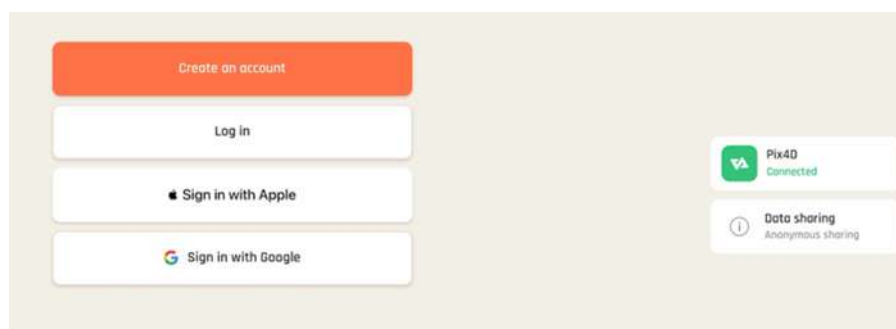 Create an account
Log in
Sign in with Apple
Sign in with Google
Pix4D
Connected
Data sharing
Anonymous sharing